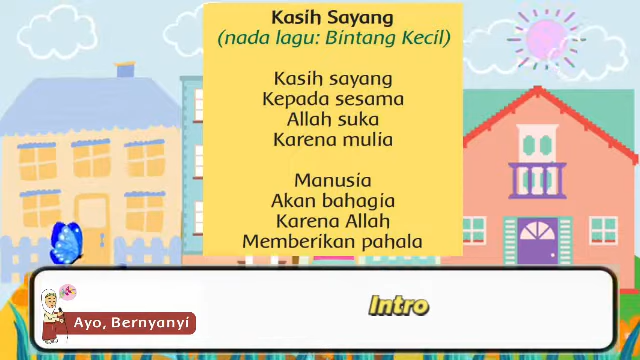 Kasih Sayang
(nada lagu: Bintang Kecil)
Kasih sayang
Kepada sesama
Allah suka
Karena mulia
Manusia
Akan bahagia
Karena Allah
Memberikan pahala
Intro
Ayo, Bernyanyi